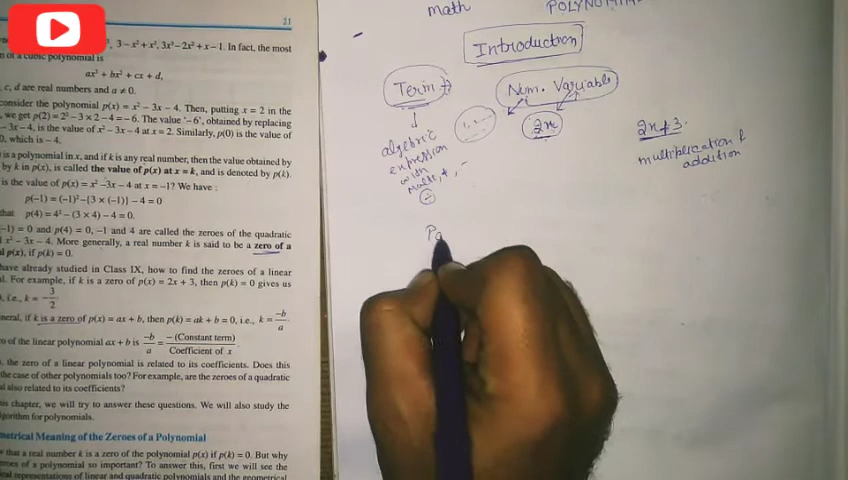 21
3−x²+x³, 3x³−2x²+x−1. In fact, the most
of a cubic polynomial is
ax³ + bx² + cx + d,
, c, d are real numbers and a ≠ 0.
consider the polynomial p(x) = x² − 3x − 4. Then, putting x = 2 in the
we get p(2) = 2² − 3 × 2 − 4 = − 6. The value '− 6', obtained by replacing
− 3x − 4, is the value of x² − 3x − 4 at x = 2. Similarly, p(0) is the value of
0, which is − 4.
is a polynomial in x, and if k is any real number, then the value obtained by
by k in p(x), is called the value of p(x) at x = k, and is denoted by p(k).
is the value of p(x) = x² −3x − 4 at x = −1? We have :
p(−1) = (−1)² −{3 × (−1)} − 4 = 0
that p(4) = 4² − (3 × 4) − 4 = 0.
−1) = 0 and p(4) = 0, −1 and 4 are called the zeroes of the quadratic
x² − 3x − 4. More generally, a real number k is said to be a zero of a
p(x), if p(k) = 0.
have already studied in Class IX, how to find the zeroes of a linear
For example, if k is a zero of p(x) = 2x + 3, then p(k) = 0 gives us
, i.e., k = −3/2
if k is a zero of p(x) = ax + b, then p(k) = ak + b = 0, i.e., k = −b/a
of the linear polynomial ax + b is −b/a = −(Constant term)/Coefficient of x
, the zero of a linear polynomial is related to its coefficients. Does this
the case of other polynomials too? For example, are the zeroes of a quadratic
also related to its coefficients?
chapter, we will try to answer these questions. We will also study the
algorithm for polynomials.
Meaning of the Zeroes of a Polynomial
that a real number k is a zero of the polynomial p(x) if p(k) = 0. But why
zeroes of a polynomial so important? To answer this, first we will see the
representations of linear and quadratic polynomials and the geometrical
math
POLYNOMI
Introduction
Term
Num. Variable
2x
2x+3
algebraic
expression
with
multiplication &
addition
÷
Po